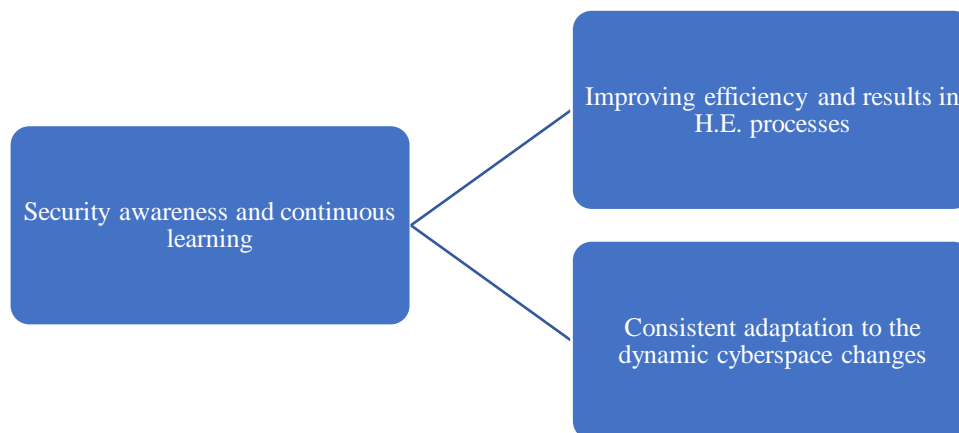 Improving efficiency and results in
H.E. processes
Security awareness and continuous
learning
Consistent adaptation to the
dynamic cyberspace changes